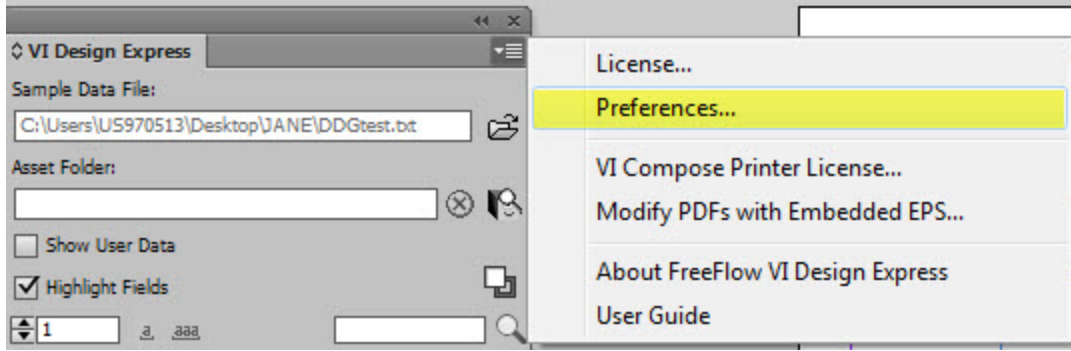 VI Design Express
Sample Data File:
C:\Users\US970513\Desktop\JANE\DDGtest.txt
Asset Folder:
Show User Data
Highlight Fields
1
a
aaa
License...
Preferences...
VI Compose Printer License...
Modify PDFs with Embedded EPS...
About FreeFlow VI Design Express
User Guide